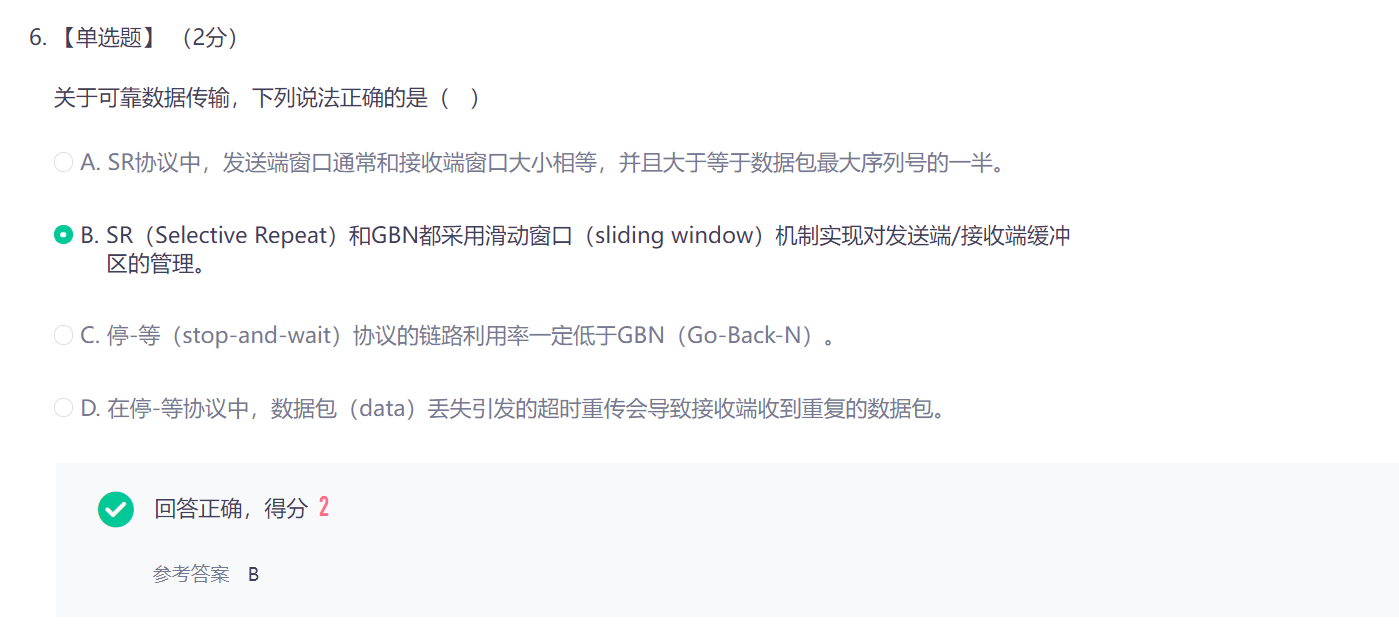 6. 【单选题】 （2分）
关于可靠数据传输，下列说法正确的是（ ）
A. SR协议中，发送端窗口通常和接收端窗口大小相等，并且大于等于数据包最大序列号的一半。
B. SR（Selective Repeat）和GBN都采用滑动窗口（sliding window）机制实现对发送端/接收端缓冲
区的管理。
C. 停-等（stop-and-wait）协议的链路利用率一定低于GBN（Go-Back-N）。
D. 在停-等协议中，数据包（data）丢失引发的超时重传会导致接收端收到重复的数据包。
回答正确，得分 2
参考答案 B